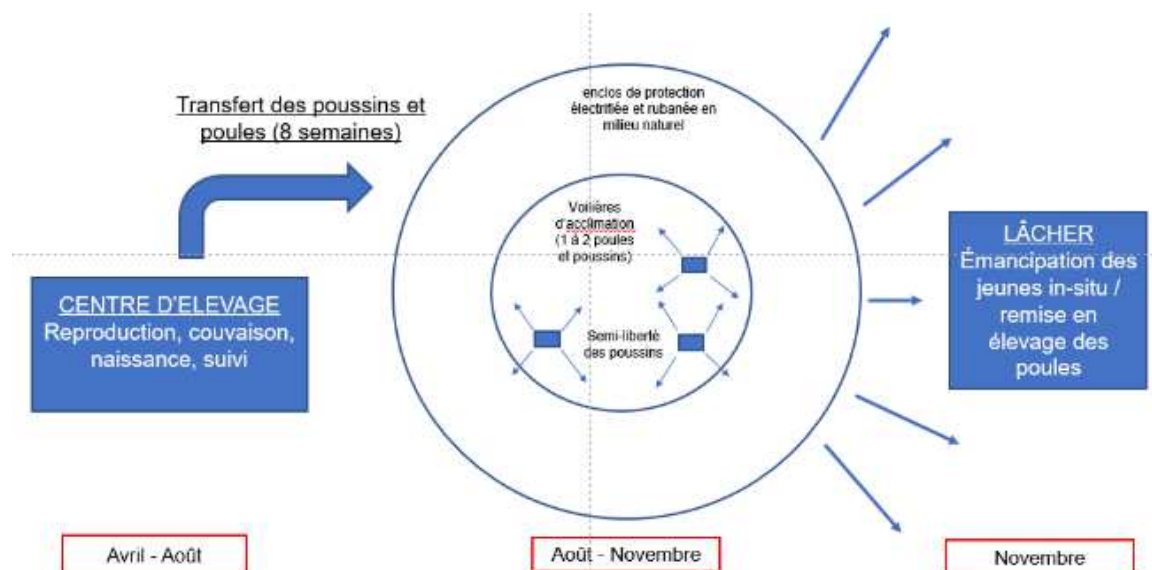 Transfert des poussins et
poules (8 semaines)
CENTRE D'ELEVAGE
Reproduction, couvaison,
naissance, suivi
enclos de protection
électrifiée et rubanée en
milieu naturel
Volières
d'acclimation
(1 à 2 poules
et poussins)
Semi-liberté
des poussins
LÂCHER
Émancipation des
jeunes in-situ /
remise en
élevage des
poules
Avril - Août
Août - Novembre
Novembre